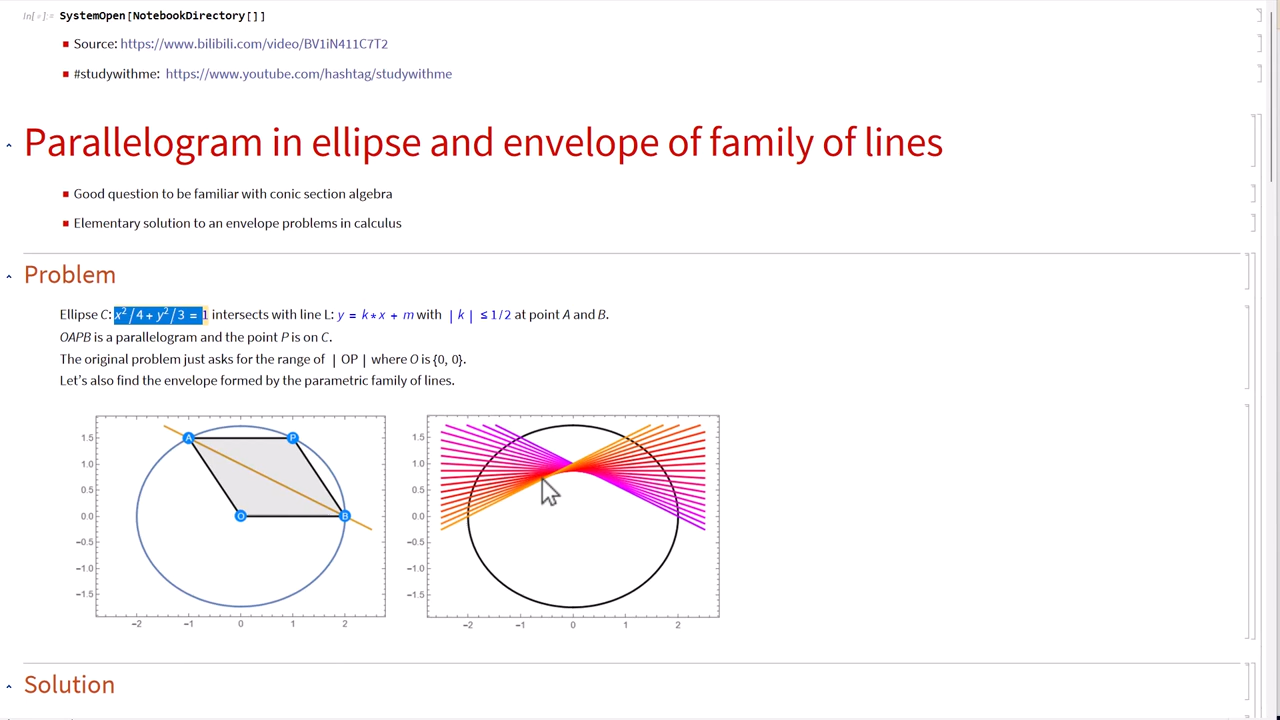 In[•]:= SystemOpen[NotebookDirectory[]]
■ Source: https://www.bilibili.com/video/BV1iN411C7T2
■ #studywithme: https://www.youtube.com/hashtag/studywithme
Parallelogram in ellipse and envelope of family of lines
■ Good question to be familiar with conic section algebra
■ Elementary solution to an envelope problems in calculus
Problem
Ellipse C: x²/4 + y²/3 = 1 intersects with line L: y = k*x + m with |k| ≤ 1/2 at point A and B.
OAPB is a parallelogram and the point P is on C.
The original problem just asks for the range of | OP | where O is {0, 0}.
Let's also find the envelope formed by the parametric family of lines.
1.5 1.0 0.5 0.0 −0.5 −1.0 −1.5
A P O B
−2 −1 0 1 2
1.5 1.0 0.5 0.0 −0.5 −1.0 −1.5
−2 −1 0 1 2
Solution